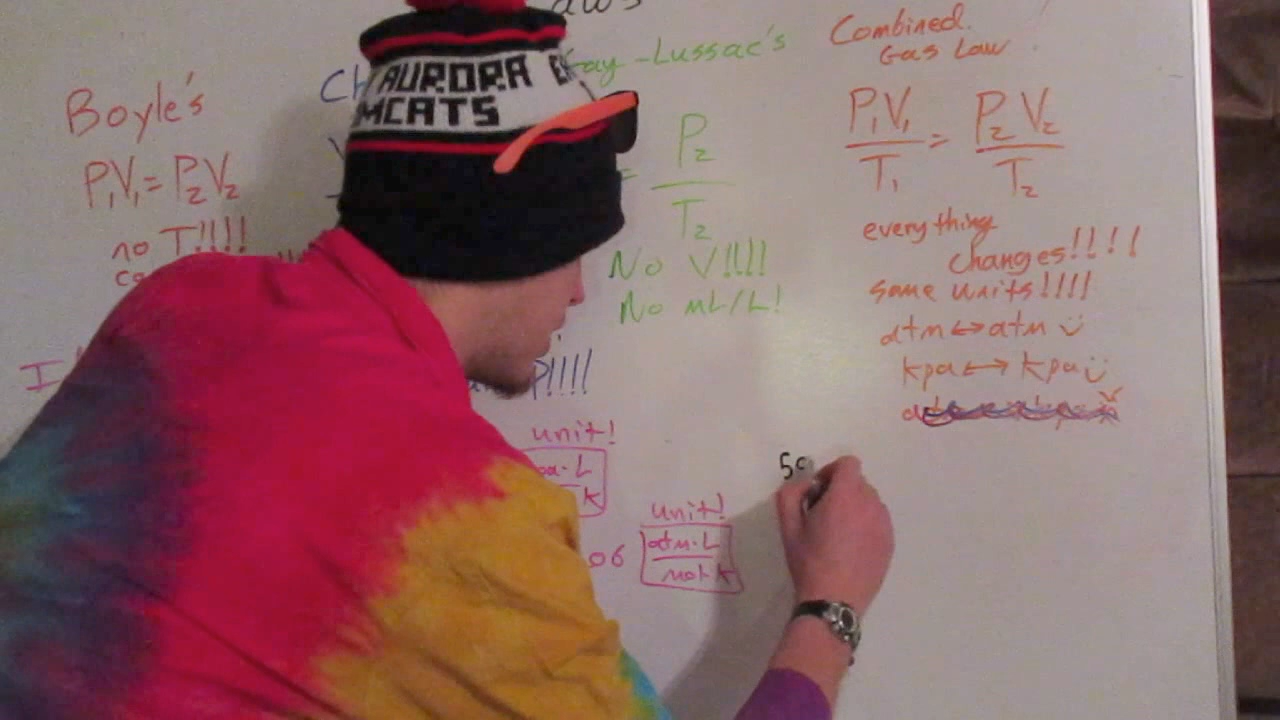 Boyle's
P₁V₁ = P₂V₂
no T!!!!
Gay-Lussac's
= P₂
T₂
No V!!!!
No mL/L!
Combined
Gas Law
P₁V₁ = P₂V₂
T₁ T₂
everything
changes!!!!
same units!!!!
atm ↔ atm
kpa ↔ kpa
P!!!!
unit!
L
K
06
unit!
atm·L
mol·K
AURORA